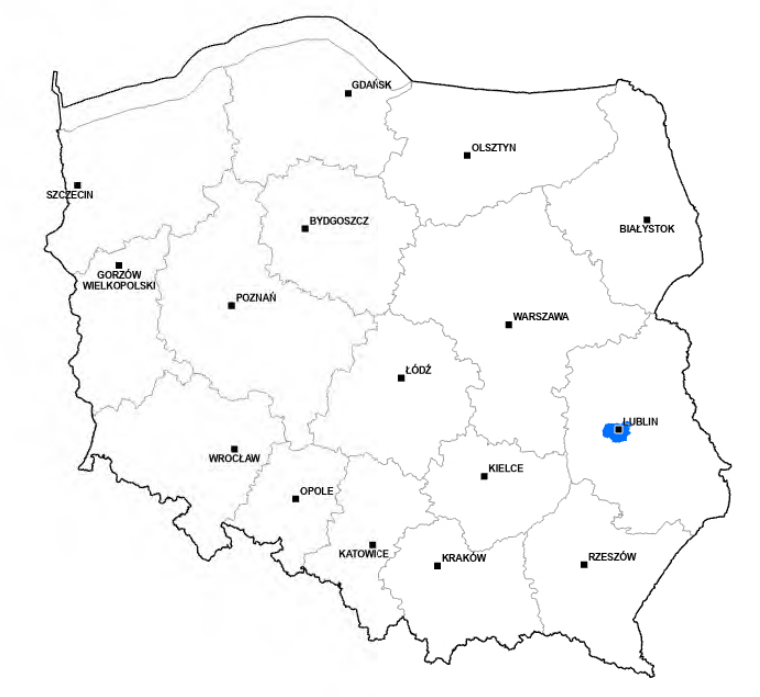 GDAŃSK
OLSZTYN
SZCZECIN
BYDGOSZCZ
BIAŁYSTOK
GORZÓW
WIELKOPOLSKI
POZNAŃ
WARSZAWA
ŁÓDŹ
LUBLIN
WROCŁAW
KIELCE
OPOLE
KATOWICE
KRAKÓW
RZESZÓW